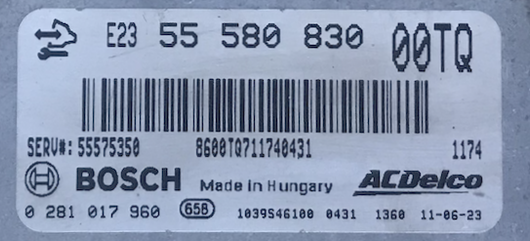 E23 55 580 830 00TQ
SERV#: 55575350 8600TQ711740431 1174
BOSCH Made in Hungary ACDelco
0 281 017 960 658 1039S46100 0431 1360 11-06-23